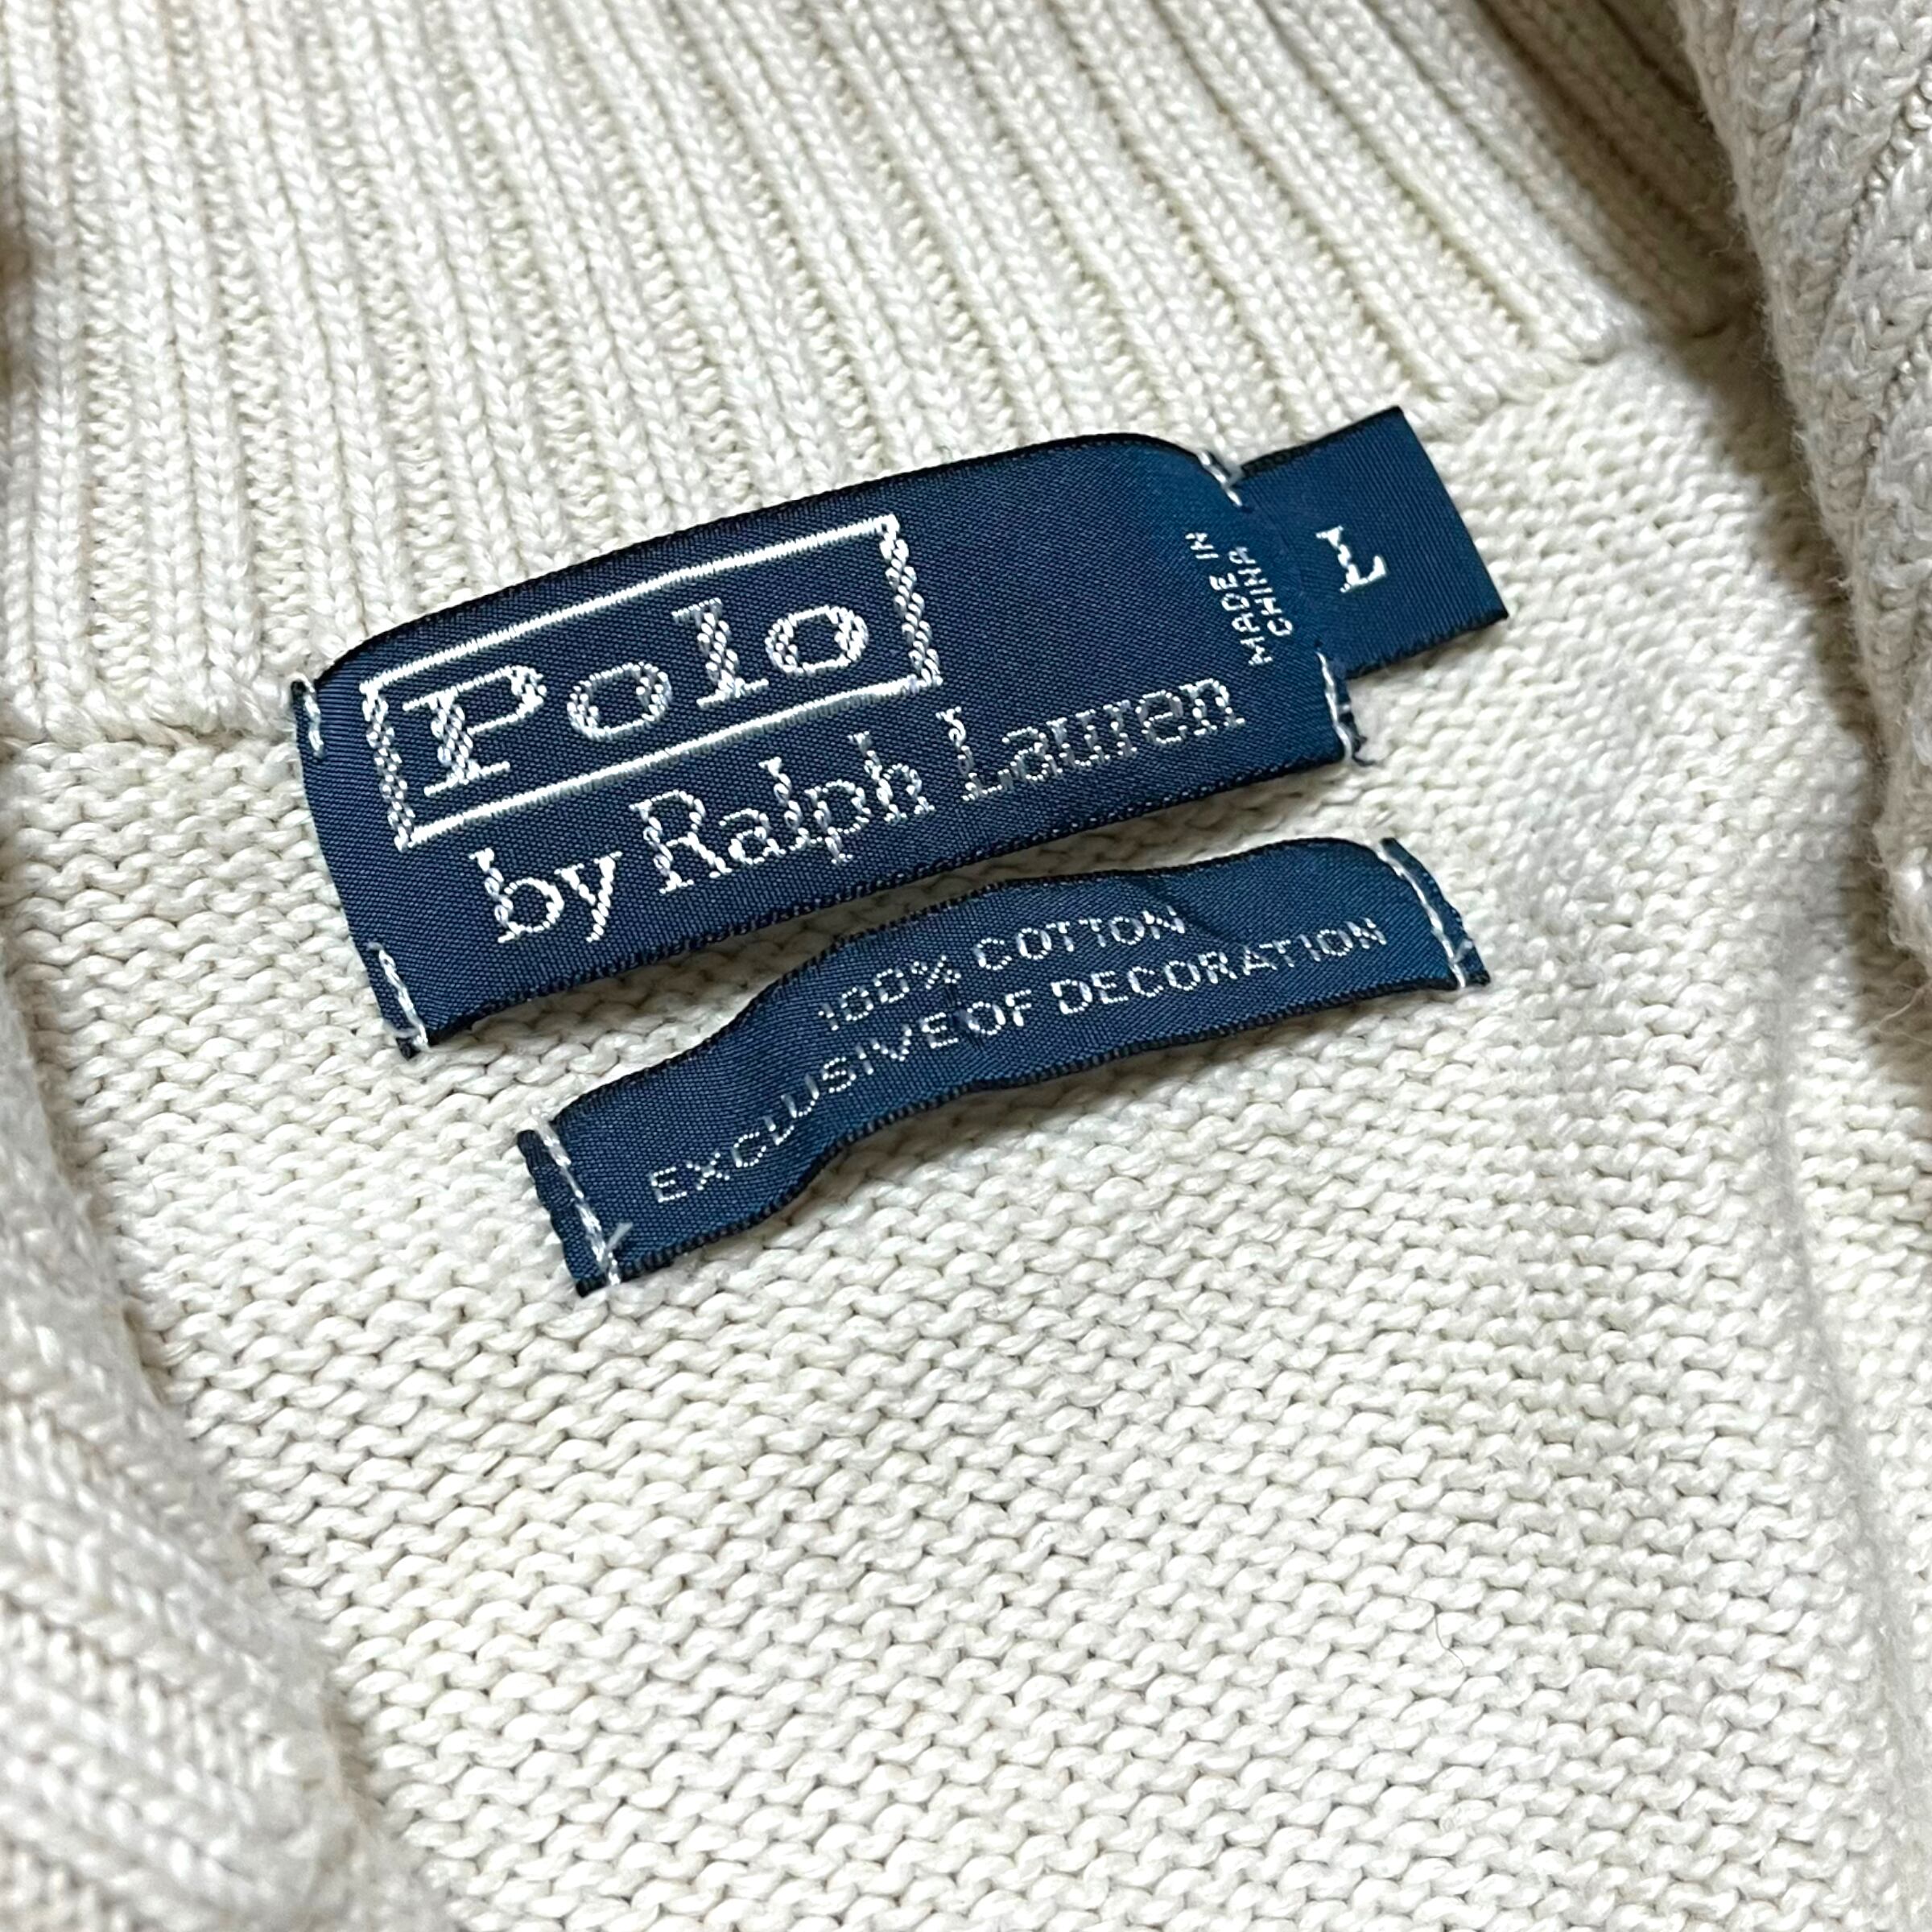 Polo
by Ralph Lauren
MADE IN
CHINA
L
100% COTTON
EXCLUSIVE OF DECORATION